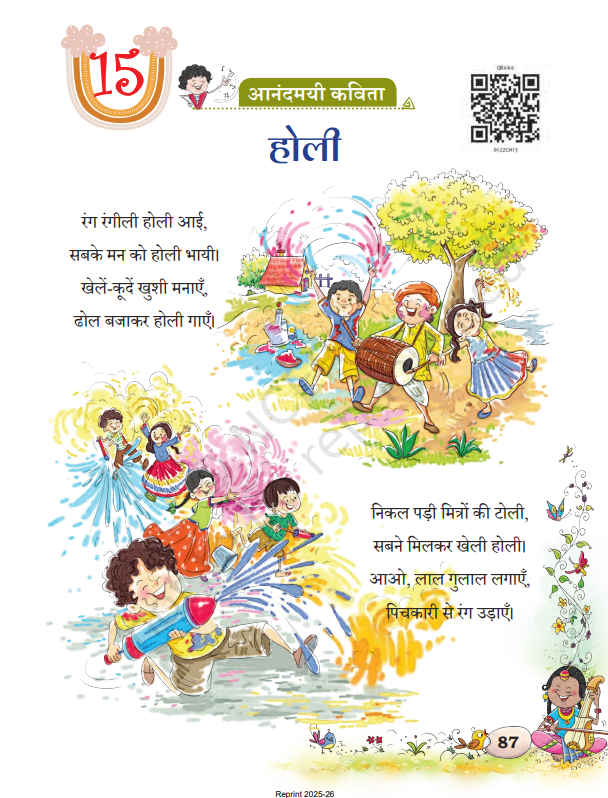 15
आनंदमयी कविता
0122CH15
होली
रंग रंगीली होली आई,
सबके मन को होली भायी।
खेलें-कूदें खुशी मनाएँ,
ढोल बजाकर होली गाएँ।
निकल पड़ी मित्रों की टोली,
सबने मिलकर खेली होली।
आओ, लाल गुलाल लगाएँ,
पिचकारी से रंग उड़ाएँ।
87
Reprint 2025-26